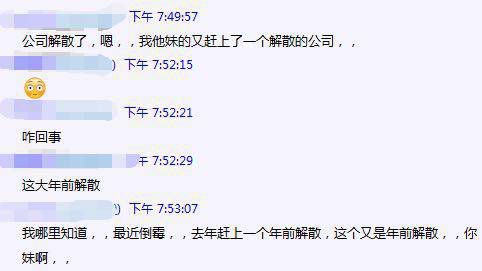 下午 7:49:57
公司解散了，嗯，，我他妹的又赶上了一个解散的公司，，
) 下午 7:52:15
下午 7:52:21
咋回事
下午 7:52:29
这大年前解散
) 下午 7:53:07
我哪里知道，，最近倒霉，，去年赶上一个年前解散，这个又是年前解散，，你
妹啊，，